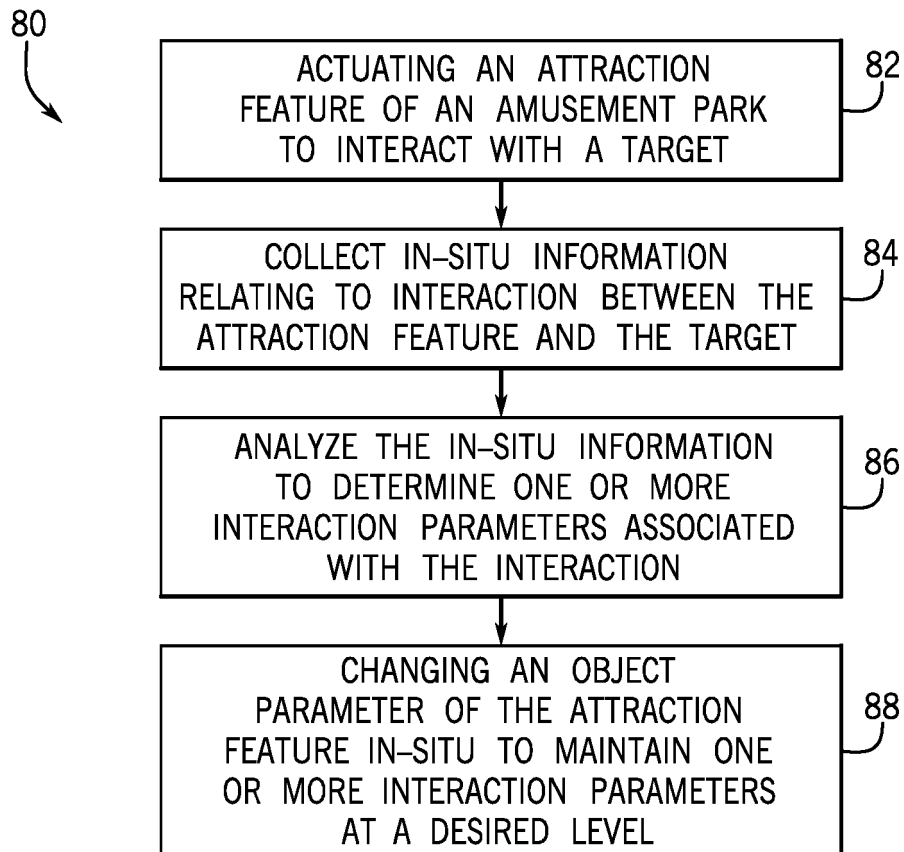 80
ACTUATING AN ATTRACTION
FEATURE OF AN AMUSEMENT PARK
TO INTERACT WITH A TARGET
82
COLLECT IN–SITU INFORMATION
RELATING TO INTERACTION BETWEEN THE
ATTRACTION FEATURE AND THE TARGET
84
ANALYZE THE IN–SITU INFORMATION
TO DETERMINE ONE OR MORE
INTERACTION PARAMETERS ASSOCIATED
WITH THE INTERACTION
86
CHANGING AN OBJECT
PARAMETER OF THE ATTRACTION
FEATURE IN–SITU TO MAINTAIN ONE
OR MORE INTERACTION PARAMETERS
AT A DESIRED LEVEL
88